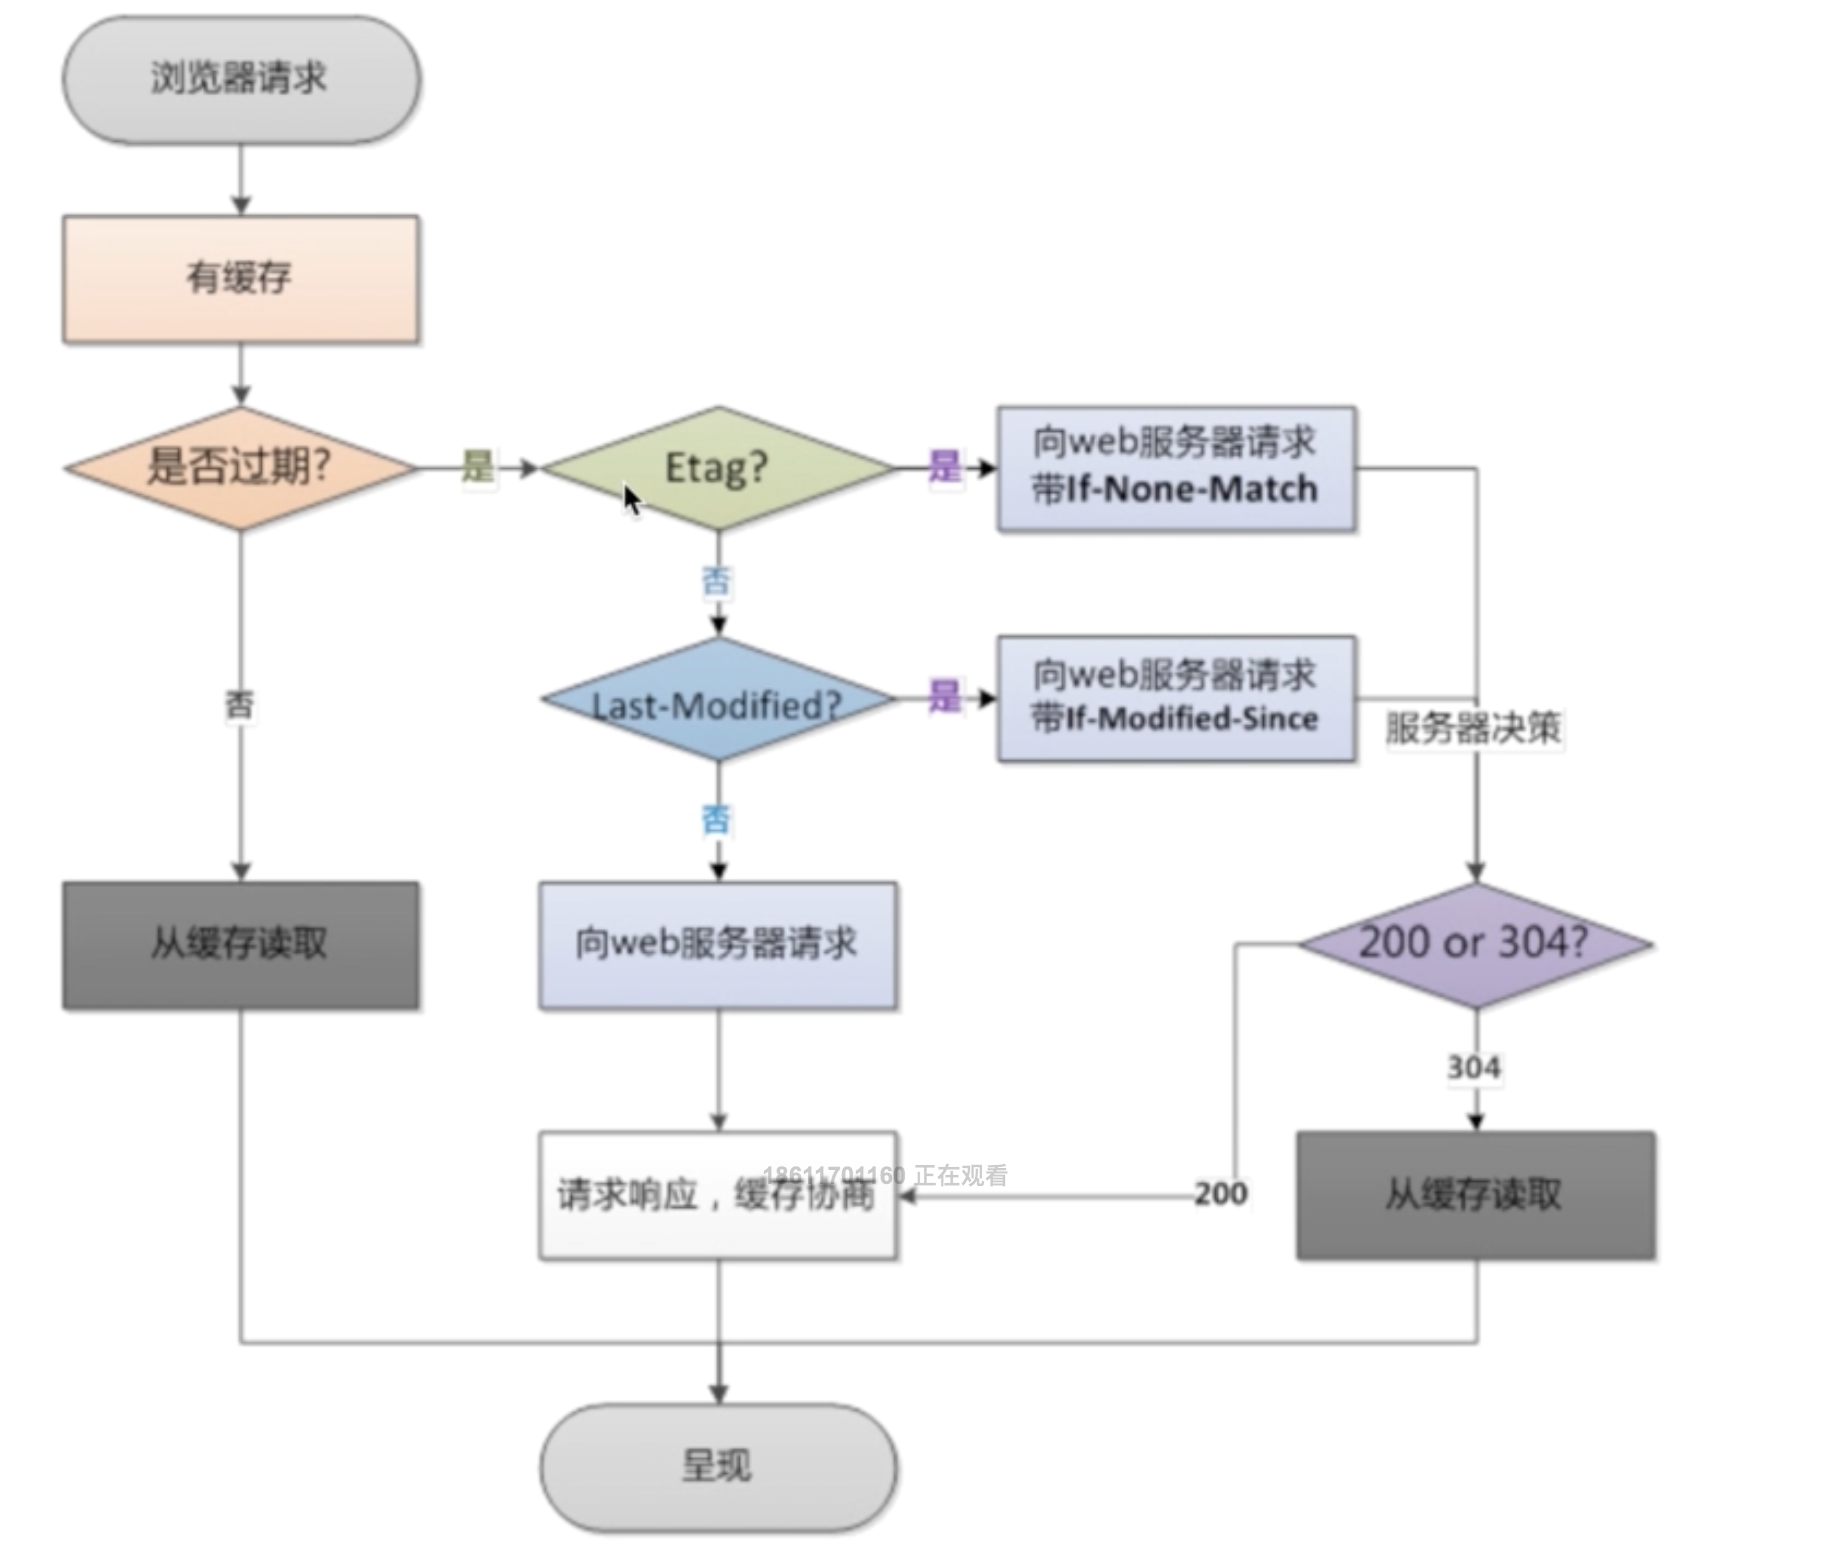 浏览器请求
有缓存
是否过期?
是
Etag?
是
向web服务器请求
带If-None-Match
否
Last-Modified?
是
向web服务器请求
带If-Modified-Since
服务器决策
否
否
从缓存读取
向web服务器请求
200 or 304?
304
18611701160 正在观看
请求响应，缓存协商
200
从缓存读取
呈现